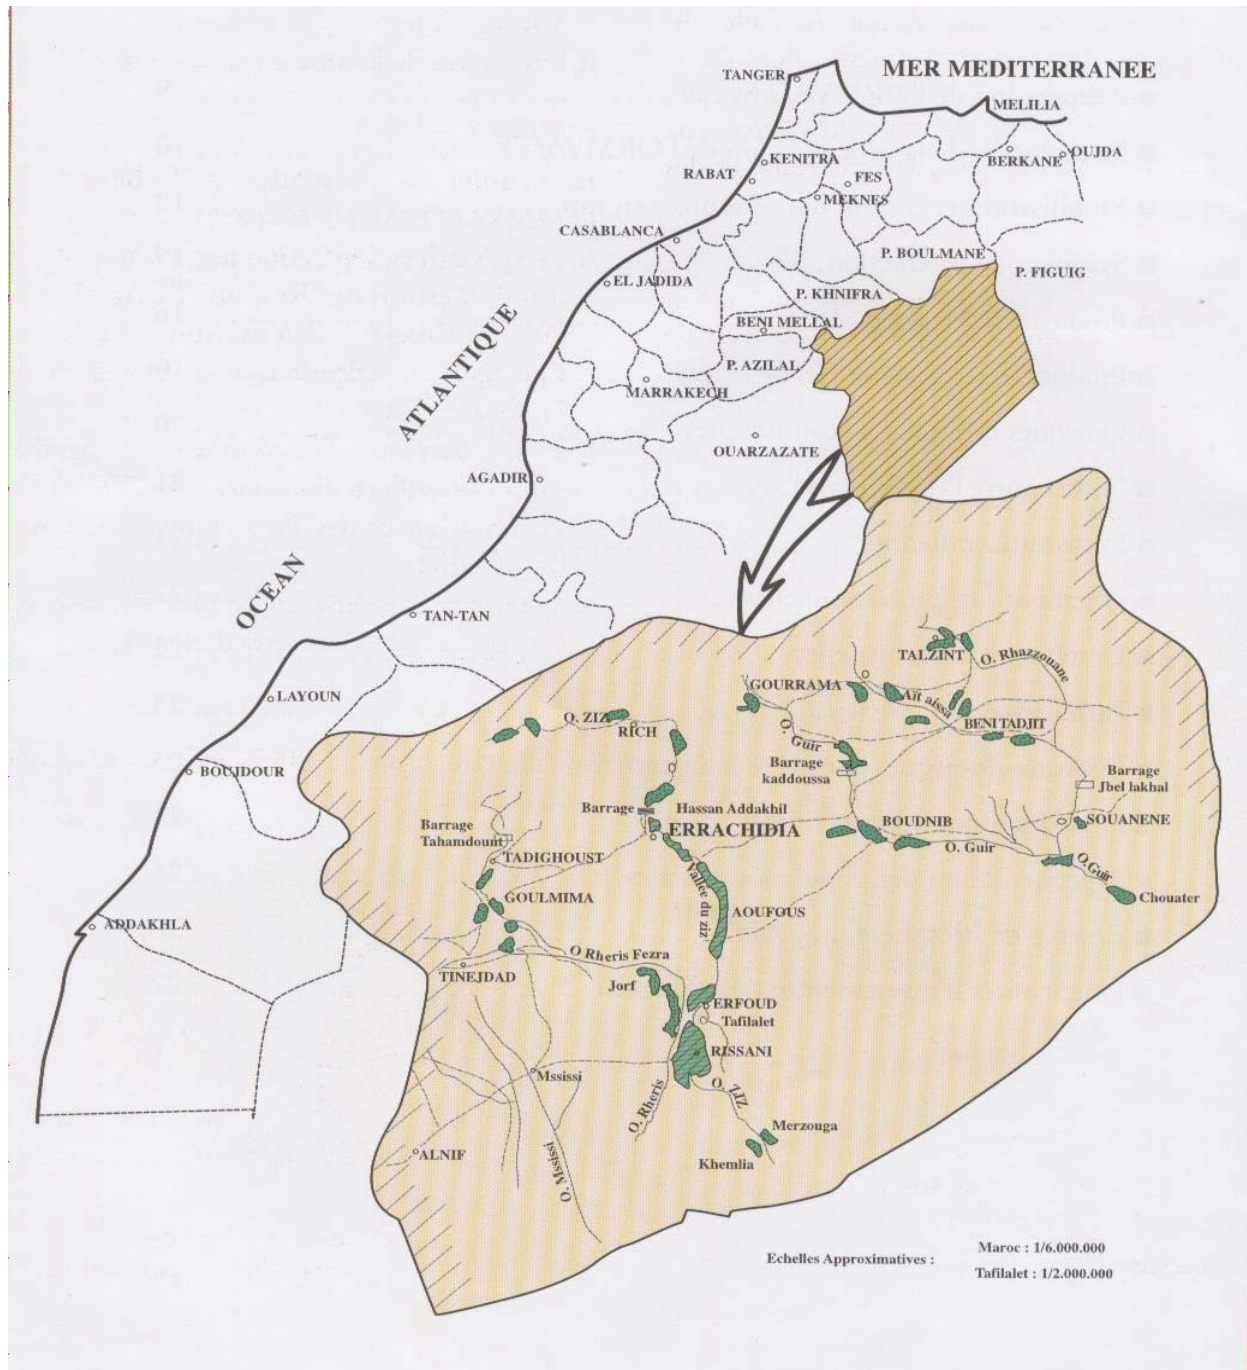 MER MEDITERRANEE
TANGER
MELILIA
KENITRA
OUJDA
BERKANE
RABAT
FES
MEKNES
CASABLANCA
P. BOULMANE
P. FIGUIG
EL JADIDA
P. KHNIFRA
BENI MELLAL
P. AZILAL
MARRAKECH
OUARZAZATE
AGADIR
OCEAN ATLANTIQUE
TAN-TAN
LAYOUN
BOUJDOUR
ADDAKHLA
TALZINT
O. Rhazzouane
GOURRAMA
Aït aissa
BENI TADJIT
O. ZIZ
RICH
O. Guir
Barrage
kaddoussa
Barrage
Jbel lakhal
Barrage
Hassan Addakhil
ERRACHIDIA
BOUDNIB
SOUANENE
Barrage
Tahamdount
TADIGHOUST
O. Guir
O.Guir
Chouater
Vallee du ziz
GOULMIMA
AOUFOUS
O Rheris Fezra
TINEJDAD
Jorf
ERFOUD
Tafilalet
RISSANI
Mssissi
O. Rheris
O. ZIZ
Merzouga
Khemlia
ALNIF
O. Mssissi
Echelles Approximatives :
Maroc : 1/6.000.000
Tafilalet : 1/2.000.000